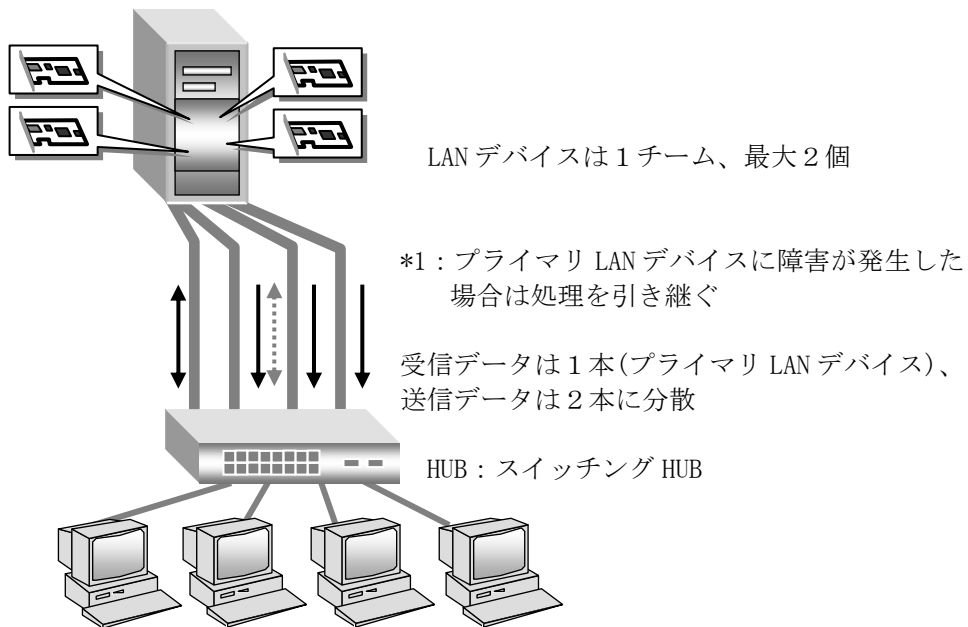 LAN デバイスは１チーム、最大２個
*1：プライマリ LAN デバイスに障害が発生した
場合は処理を引き継ぐ
受信データは１本(プライマリ LAN デバイス)、
送信データは２本に分散
HUB：スイッチング HUB